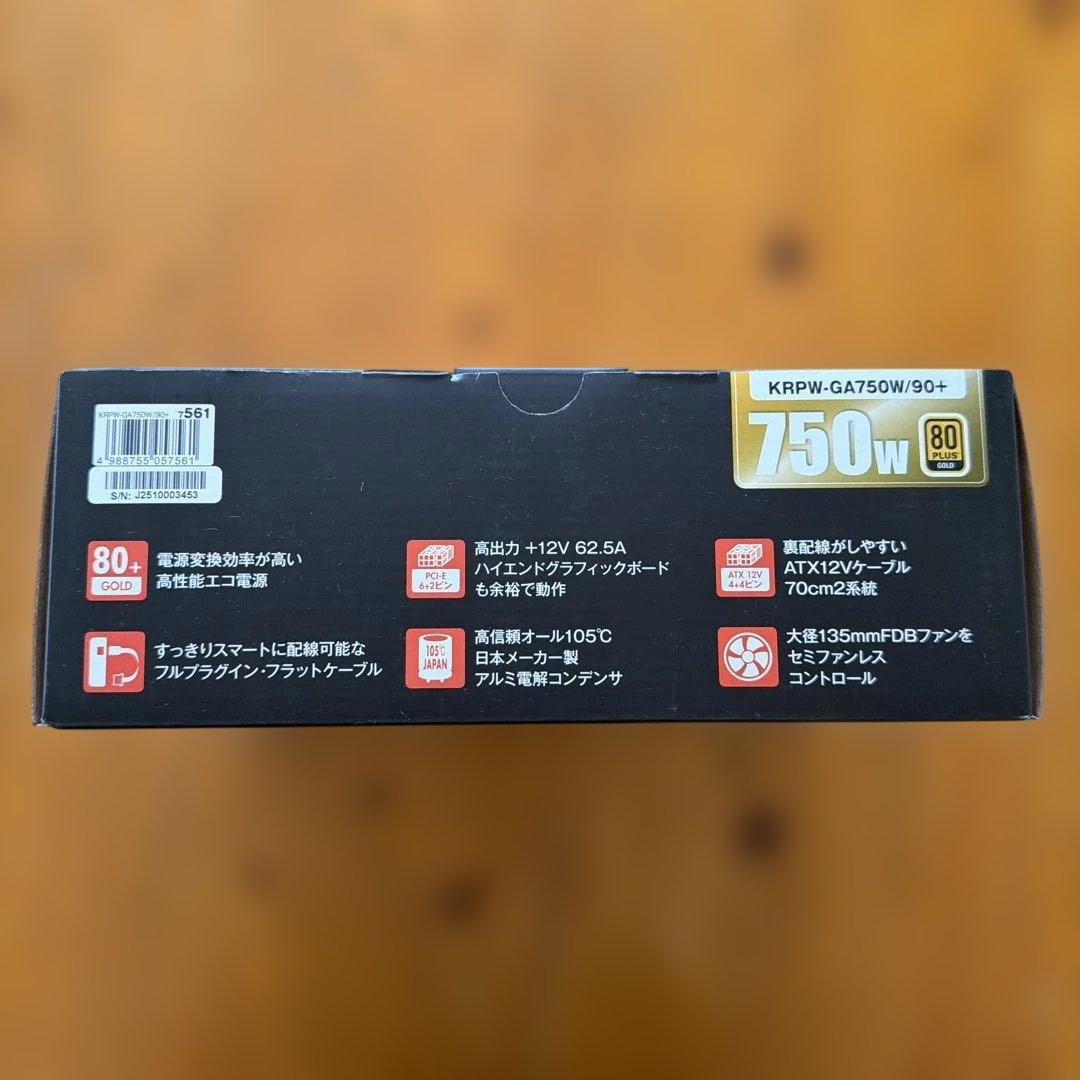 KRPW-GA750W/90+ 7561
4 988755 057561
S/N: J2510003453
KRPW-GA750W/90+
750W
80
PLUS
GOLD
80+
GOLD
電源変換効率が高い
高性能エコ電源
PCI-E
6+2ピン
高出力 +12V 62.5A
ハイエンドグラフィックボード
も余裕で動作
ATX 12V
4+4ピン
裏配線がしやすい
ATX12Vケーブル
70cm2系統
すっきりスマートに配線可能な
フルプラグイン・フラットケーブル
105℃
JAPAN
高信頼オール105℃
日本メーカー製
アルミ電解コンデンサ
大径135mmFDBファンを
セミファンレス
コントロール